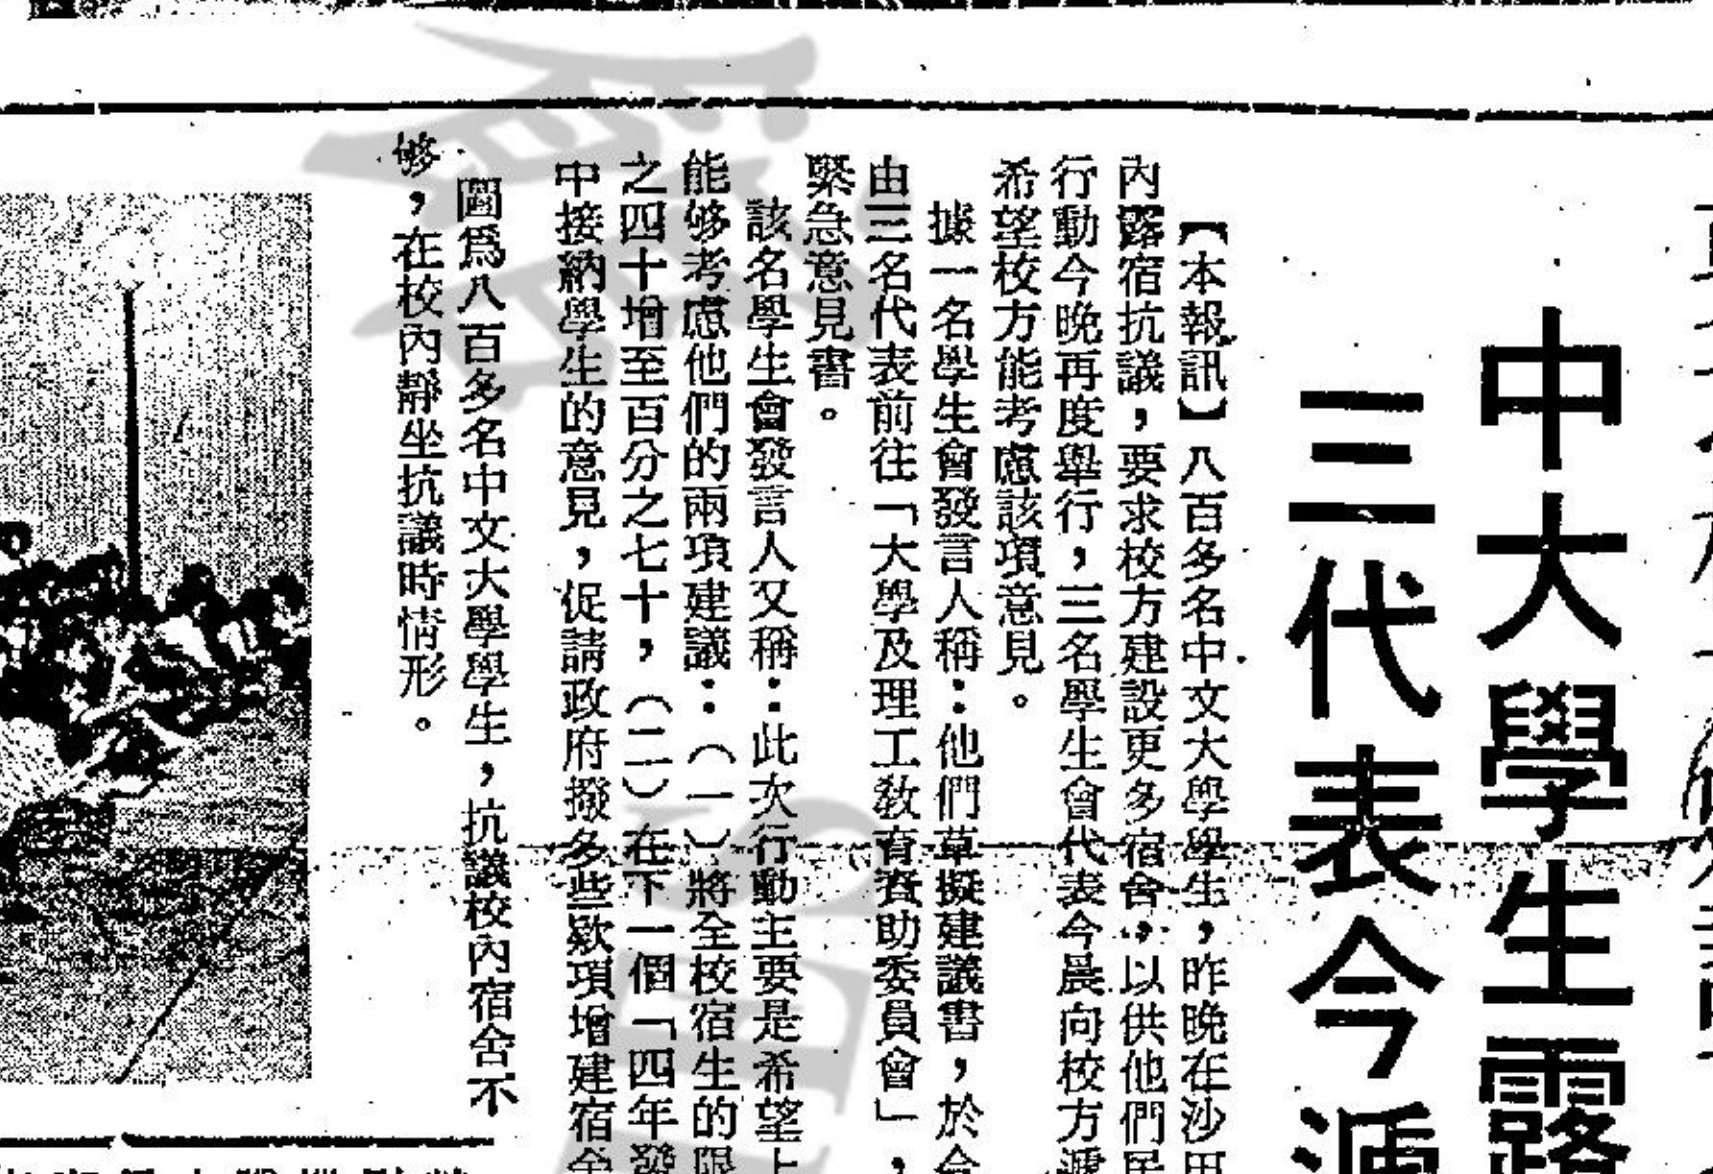 中大學生露
三代表今遞
【本報訊】八百多名中文大學學生，昨晚在沙田
內露宿抗議，要求校方建設更多宿舍，以供他們居
行動今晚再度舉行，三名學生會代表今晨向校方遞
希望校方能考慮該項意見。
據一名學生會發言人稱：他們草擬建議書，於今
由三名代表前往「大學及理工教育資助委員會」，
緊急意見書。
該名學生會發言人又稱：此次行動主要是希望上
能够考慮他們的兩項建議：（一）將全校宿生的限
之四十增至百分之七十，（二）在下一個「四年發
中接納學生的意見，促請政府撥多些欵項增建宿舍
圖爲八百多名中文大學學生，抗議校內宿舍不
够，在校內靜坐抗議時情形。